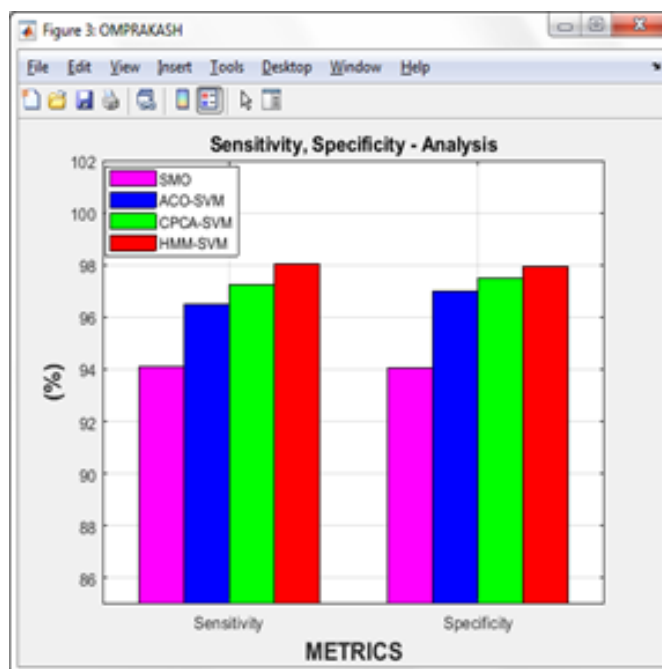 Figure 3: OMPRAKASH
File Edit View Insert Tools Desktop Window Help
Sensitivity, Specificity - Analysis
102
100
98
96
94
92
90
88
86
(%)
SMO
ACO-SVM
CPCA-SVM
HMM-SVM
Sensitivity Specificity
METRICS